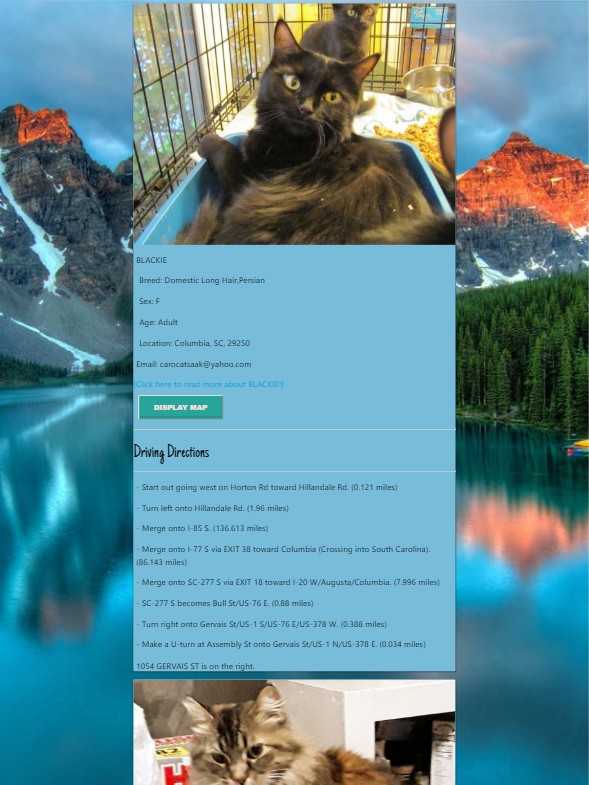 BLACKIE
Breed: Domestic Long Hair,Persian
Sex: F
Age: Adult
Location: Columbia, SC, 29250
Email: carocatsaak@yahoo.com
[Click here to read more about BLACKIE!]
DISPLAY MAP
Driving Directions
- Start out going west on Horton Rd toward Hillandale Rd. (0.121 miles)
- Turn left onto Hillandale Rd. (1.96 miles)
- Merge onto I-85 S. (136.613 miles)
- Merge onto I-77 S via EXIT 38 toward Columbia (Crossing into South Carolina).
(86.143 miles)
- Merge onto SC-277 S via EXIT 18 toward I-20 W/Augusta/Columbia. (7.996 miles)
- SC-277 S becomes Bull St/US-76 E. (0.88 miles)
- Turn right onto Gervais St/US-1 S/US-76 E/US-378 W. (0.388 miles)
- Make a U-turn at Assembly St onto Gervais St/US-1 N/US-378 E. (0.034 miles)
1054 GERVAIS ST is on the right.